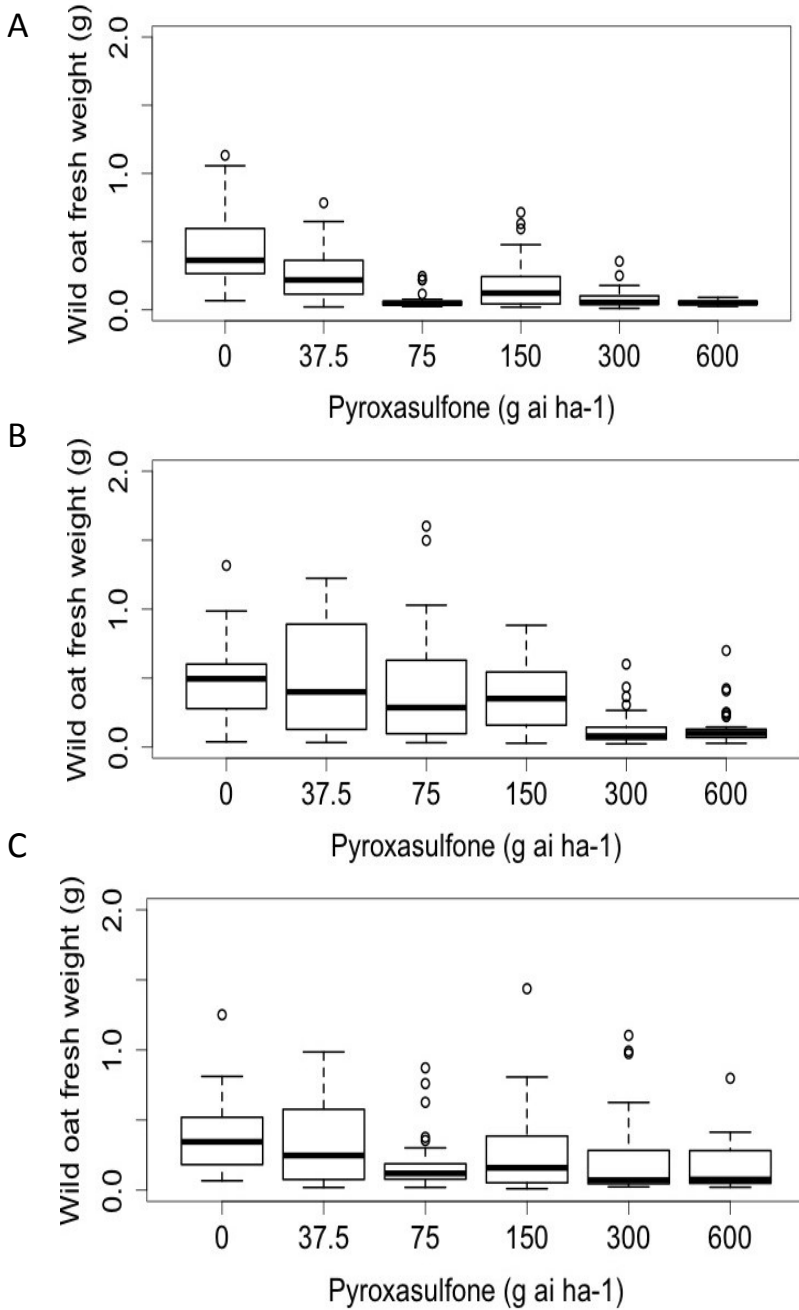 A
Wild oat fresh weight (g)
2.0
1.0
0.0
0 37.5 75 150 300 600
Pyroxasulfone (g ai ha-1)
B
Wild oat fresh weight (g)
2.0
1.0
0.0
0 37.5 75 150 300 600
Pyroxasulfone (g ai ha-1)
C
Wild oat fresh weight (g)
2.0
1.0
0.0
0 37.5 75 150 300 600
Pyroxasulfone (g ai ha-1)